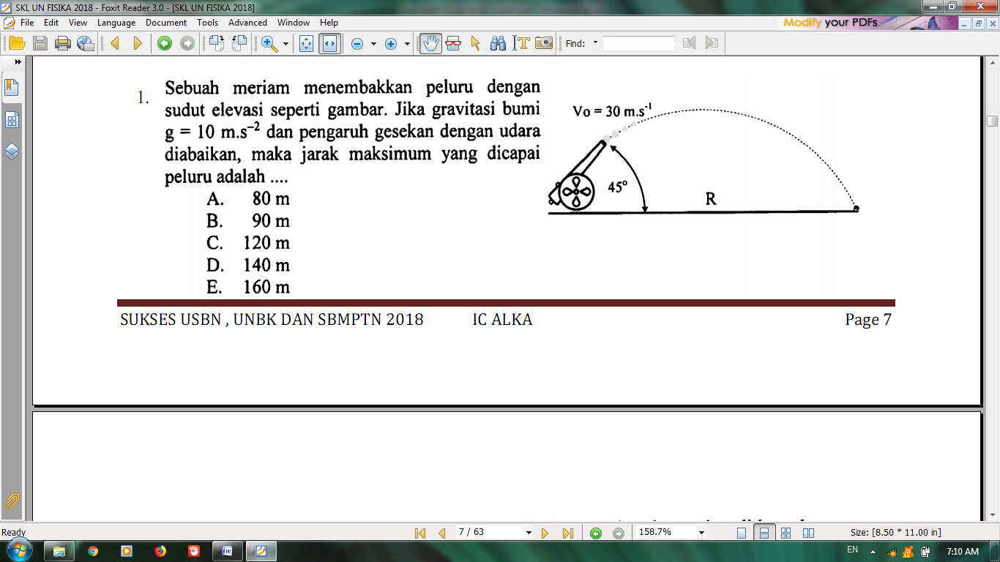 SKL UN FISIKA 2018 - Foxit Reader 3.0 - [SKL UN FISIKA 2018]
File Edit View Language Document Tools Advanced Window Help
Modify your PDFs
Find:
1. Sebuah meriam menembakkan peluru dengan
sudut elevasi seperti gambar. Jika gravitasi bumi
g = 10 m.s⁻² dan pengaruh gesekan dengan udara
diabaikan, maka jarak maksimum yang dicapai
peluru adalah ....
A. 80 m
B. 90 m
C. 120 m
D. 140 m
E. 160 m
Vo = 30 m.s⁻¹
45°
R
SUKSES USBN , UNBK DAN SBMPTN 2018 IC ALKA Page 7
Ready
7 / 63
158.7%
Size: [8.50 * 11.00 in]
EN
7:10 AM